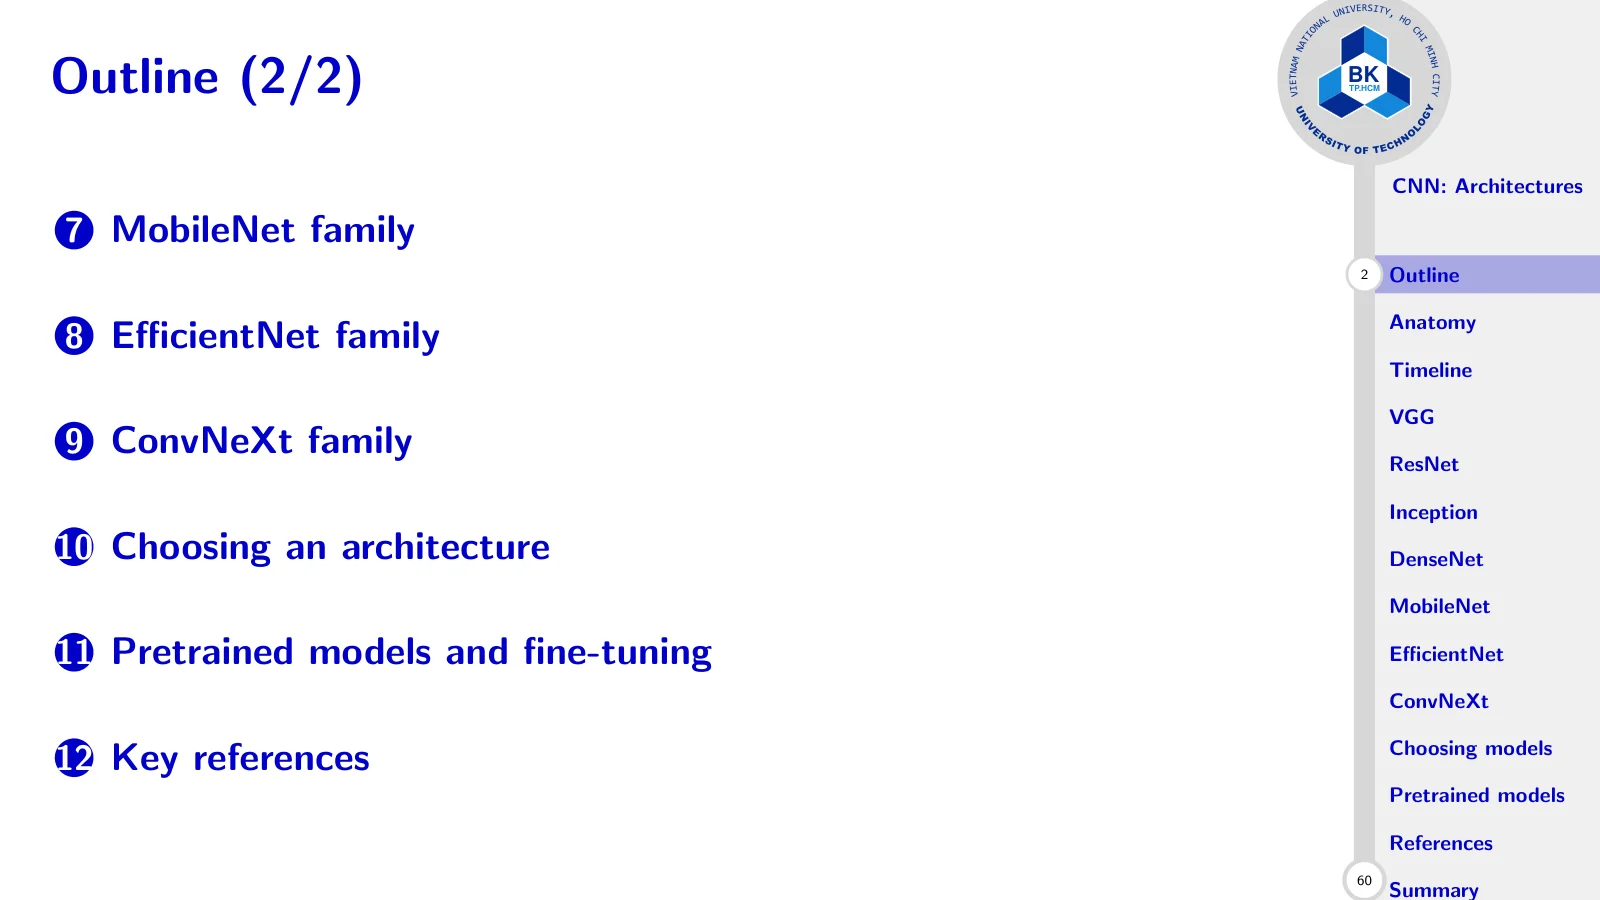 Outline (2/2)
7 MobileNet family
8 EfficientNet family
9 ConvNeXt family
10 Choosing an architecture
11 Pretrained models and fine-tuning
12 Key references
VIETNAM NATIONAL UNIVERSITY, HO CHI MINH CITY
BK
TP.HCM
UNIVERSITY OF TECHNOLOGY
CNN: Architectures
2 Outline
Anatomy
Timeline
VGG
ResNet
Inception
DenseNet
MobileNet
EfficientNet
ConvNeXt
Choosing models
Pretrained models
References
60
Summary